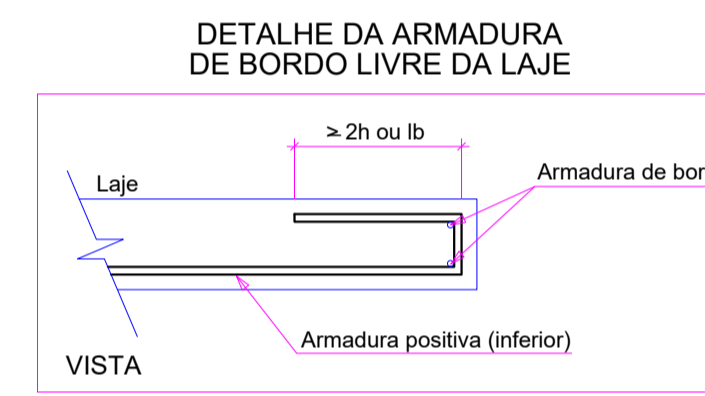 DETALHE DA ARMADURA
DE BORDO LIVRE DA LAJE
≥ 2h ou lb
Armadura de bor
Laje
Armadura positiva (inferior)
VISTA